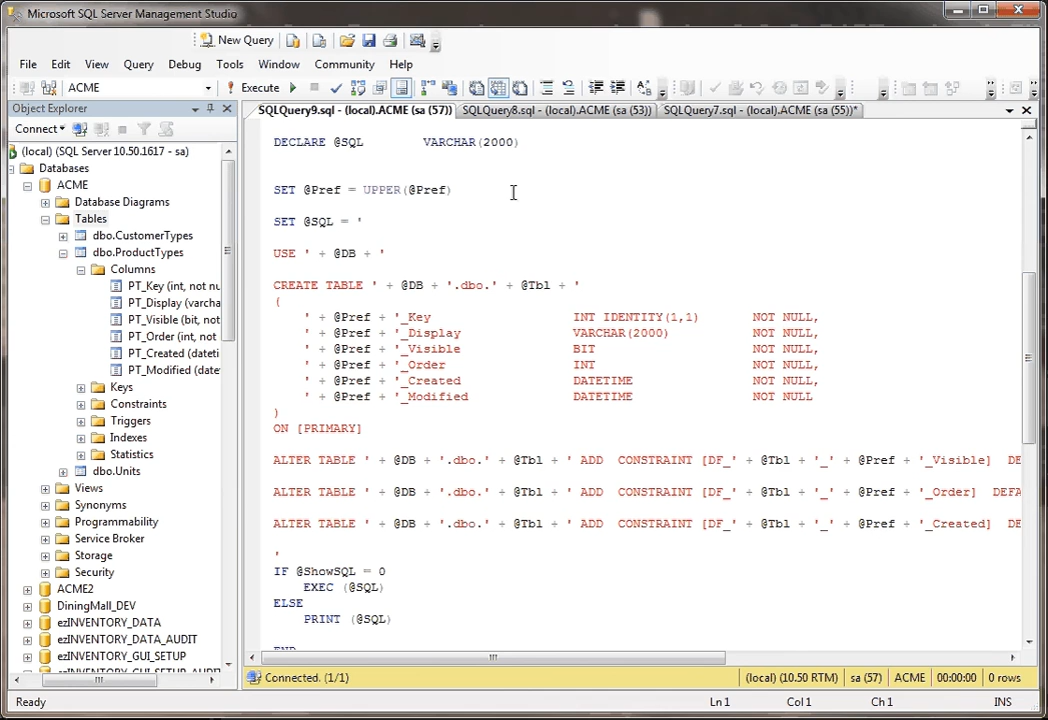 Microsoft SQL Server Management Studio
New Query
File Edit View Query Debug Tools Window Community Help
ACME Execute
Object Explorer
SQLQuery9.sql - (local).ACME (sa (57)) SQLQuery8.sql - (local).ACME (sa (53)) SQLQuery7.sql - (local).ACME (sa (55))*
Connect
(local) (SQL Server 10.50.1617 - sa)
Databases
ACME
Database Diagrams
Tables
dbo.CustomerTypes
dbo.ProductTypes
Columns
PT_Key (int, not nu
PT_Display (varcha
PT_Visible (bit, not
PT_Order (int, not
PT_Created (dateti
PT_Modified (date
Keys
Constraints
Triggers
Indexes
Statistics
dbo.Units
Views
Synonyms
Programmability
Service Broker
Storage
Security
ACME2
DiningMall_DEV
ezINVENTORY_DATA
ezINVENTORY_DATA_AUDIT
ezINVENTORY_GUI_SETUP
ezINVENTORY_GUI_SETUP_AUDIT
DECLARE @SQL VARCHAR(2000)
SET @Pref = UPPER(@Pref)
SET @SQL = '
USE ' + @DB + '
CREATE TABLE ' + @DB + '.dbo.' + @Tbl + '
(
' + @Pref + '_Key INT IDENTITY(1,1) NOT NULL,
' + @Pref + '_Display VARCHAR(2000) NOT NULL,
' + @Pref + '_Visible BIT NOT NULL,
' + @Pref + '_Order INT NOT NULL,
' + @Pref + '_Created DATETIME NOT NULL,
' + @Pref + '_Modified DATETIME NOT NULL
)
ON [PRIMARY]
ALTER TABLE ' + @DB + '.dbo.' + @Tbl + ' ADD CONSTRAINT [DF_' + @Tbl + '_' + @Pref + '_Visible] DE
ALTER TABLE ' + @DB + '.dbo.' + @Tbl + ' ADD CONSTRAINT [DF_' + @Tbl + '_' + @Pref + '_Order] DEFA
ALTER TABLE ' + @DB + '.dbo.' + @Tbl + ' ADD CONSTRAINT [DF_' + @Tbl + '_' + @Pref + '_Created] DE
'
IF @ShowSQL = 0
EXEC (@SQL)
ELSE
PRINT (@SQL)
END
Connected. (1/1) (local) (10.50 RTM) sa (57) ACME 00:00:00 0 rows
Ready Ln 1 Col 1 Ch 1 INS